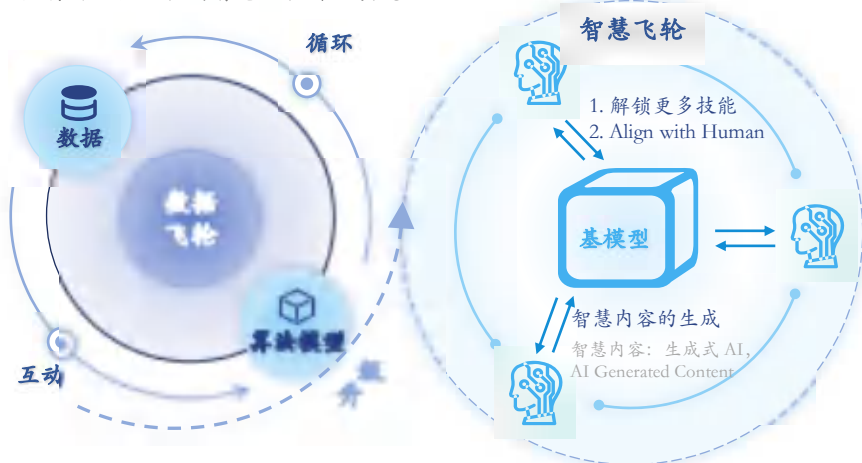 循环
数据
数据
飞轮
算法模型
互动
提升
智慧飞轮
1. 解锁更多技能
2. Align with Human
基模型
智慧内容的生成
智慧内容：生成式 AI,
AI Generated Content